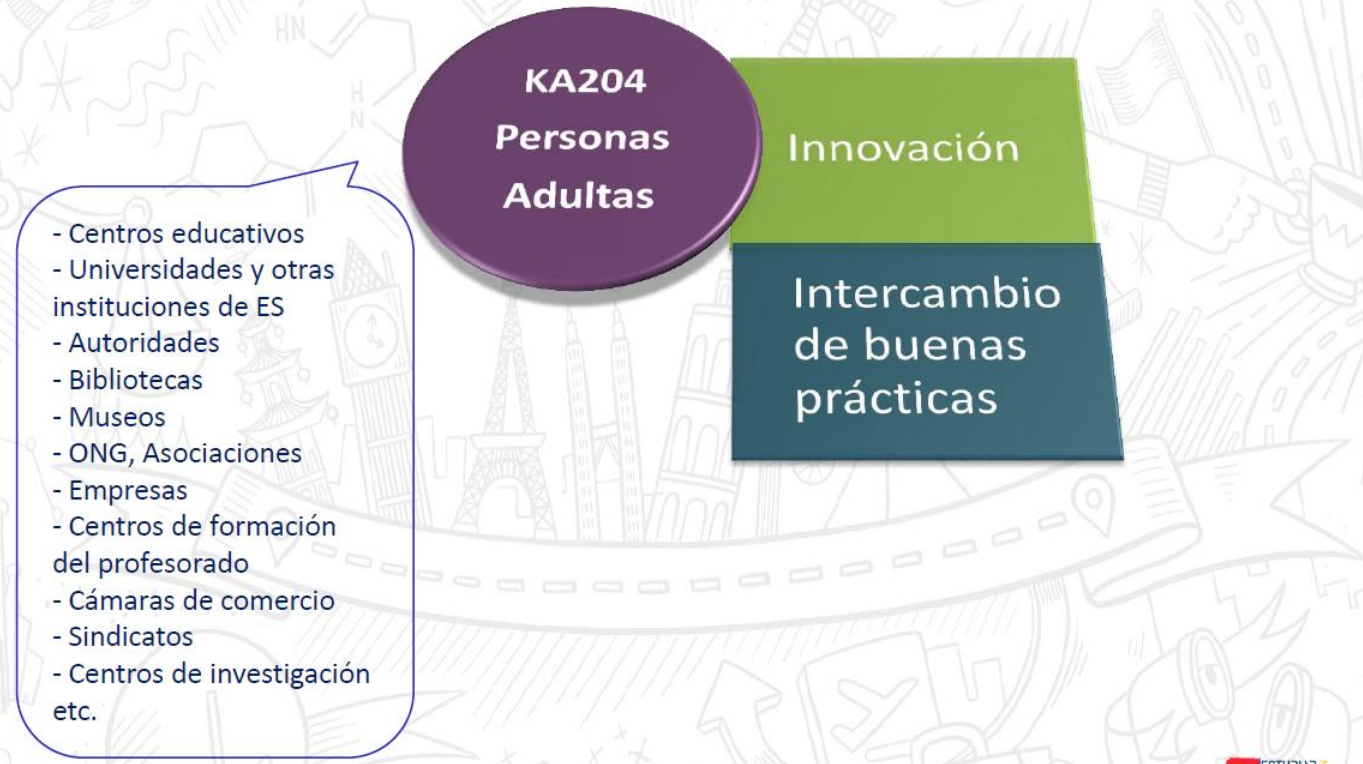 KA204
Personas
Adultas
Innovación
Intercambio
de buenas
prácticas
- Centros educativos
- Universidades y otras
instituciones de ES
- Autoridades
- Bibliotecas
- Museos
- ONG, Asociaciones
- Empresas
- Centros de formación
del profesorado
- Cámaras de comercio
- Sindicatos
- Centros de investigación
etc.
HN
H
N